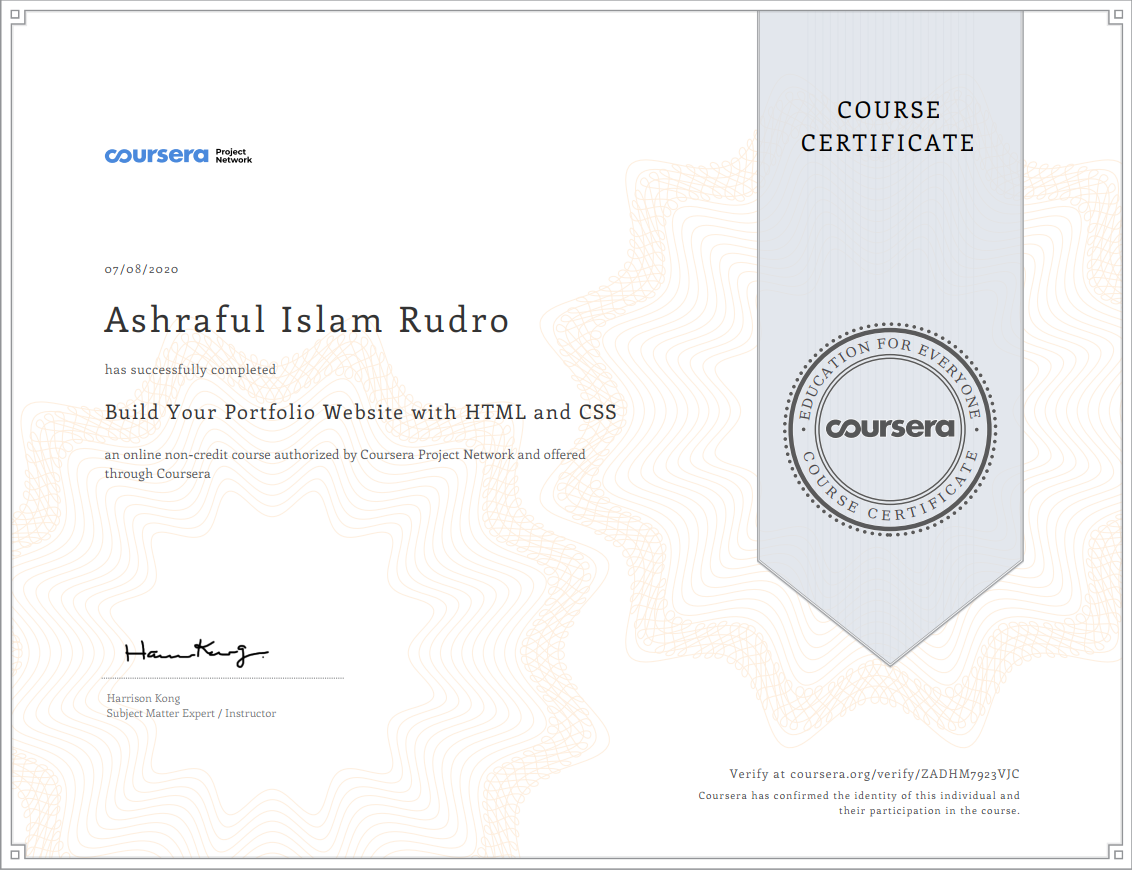 COURSE
CERTIFICATE
coursera Project
Network
07/08/2020
Ashraful Islam Rudro
has successfully completed
Build Your Portfolio Website with HTML and CSS
an online non-credit course authorized by Coursera Project Network and offered
through Coursera
EDUCATION FOR EVERYONE
coursera
COURSE CERTIFICATE
Harrison Kong
Harrison Kong
Subject Matter Expert / Instructor
Verify at coursera.org/verify/ZADHM7923VJC
Coursera has confirmed the identity of this individual and
their participation in the course.